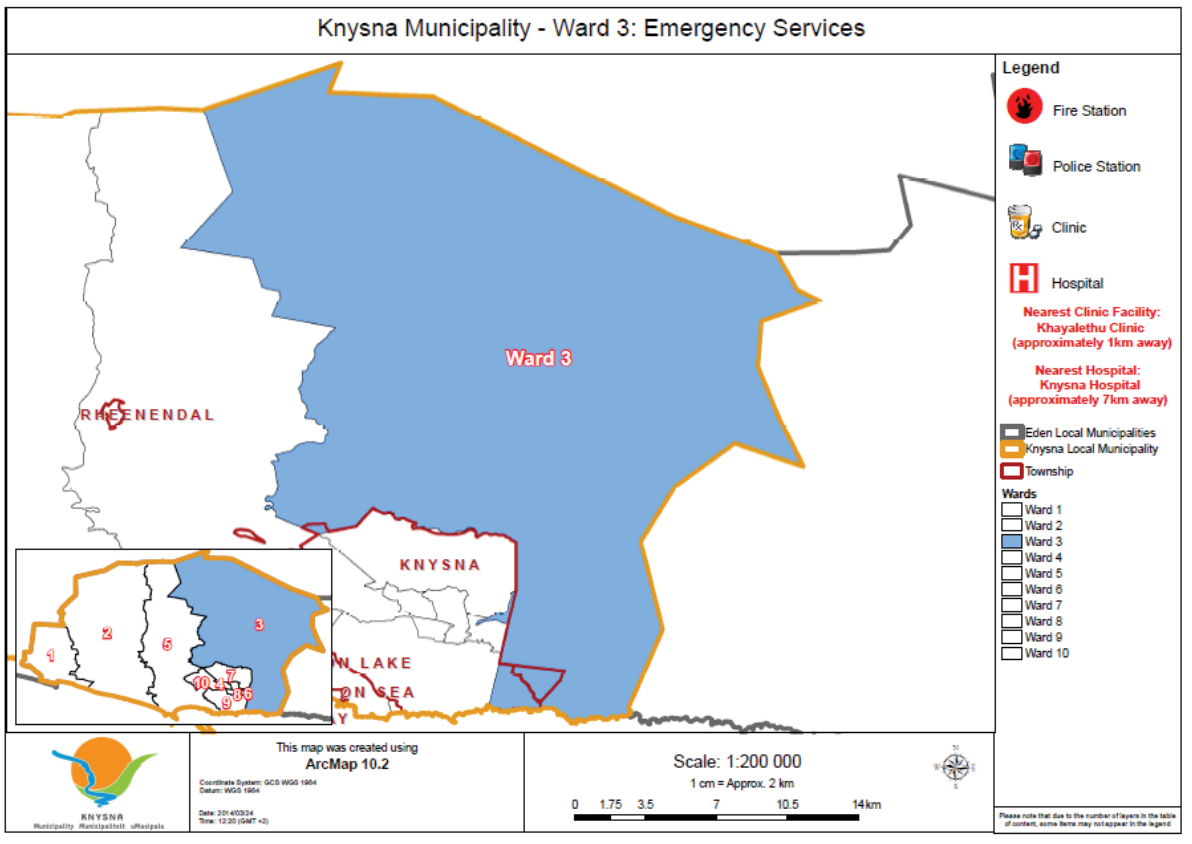 Knysna Municipality - Ward 3: Emergency Services
Legend
Fire Station
Police Station
Rx
Clinic
H
Hospital
Nearest Clinic Facility:
Khayalethu Clinic
(approximately 1km away)
Nearest Hospital:
Knysna Hospital
(approximately 7km away)
Eden Local Municipalities
Knysna Local Municipality
Township
Wards
Ward 1
Ward 2
Ward 3
Ward 4
Ward 5
Ward 6
Ward 7
Ward 8
Ward 9
Ward 10
Ward 3
RHEENENDAL
KNYSNA
N LAKE
ON SEA
AY
1
2
5
3
7
10
4
8
6
9
KNYSNA
Municipality Munisipaliteit uMasipala
This map was created using
ArcMap 10.2
Coordinate System: GCS WGS 1984
Datum: WGS 1984
Date: 2014/03/24
Time: 12:20 (GMT +2)
Scale: 1:200 000
1 cm = Approx. 2 km
0 1.75 3.5 7 10.5 14 km
N
W E
S
Please note that due to the number of layers in the table
of content, some items may not appear in the legend